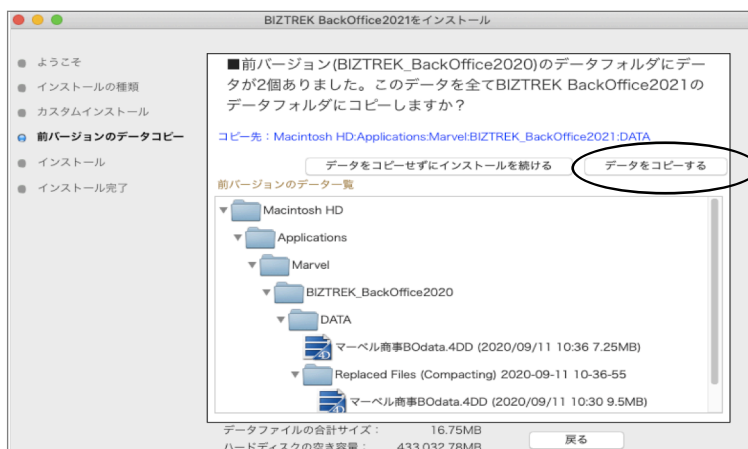 BIZTREK BackOffice2021をインストール
ようこそ
インストールの種類
カスタムインストール
前バージョンのデータコピー
インストール
インストール完了
■前バージョン(BIZTREK_BackOffice2020)のデータフォルダにデー
タが2個ありました。このデータを全てBIZTREK BackOffice2021の
データフォルダにコピーしますか？
コピー先：Macintosh HD:Applications:Marvel:BIZTREK_BackOffice2021:DATA
データをコピーせずにインストールを続ける
データをコピーする
前バージョンのデータ一覧
Macintosh HD
Applications
Marvel
BIZTREK_BackOffice2020
DATA
マーベル商事BOdata.4DD (2020/09/11 10:36 7.25MB)
Replaced Files (Compacting) 2020-09-11 10-36-55
マーベル商事BOdata.4DD (2020/09/11 10:30 9.5MB)
データファイルの合計サイズ： 16.75MB
ハードディスクの空き容量： 433,032.78MB
戻る